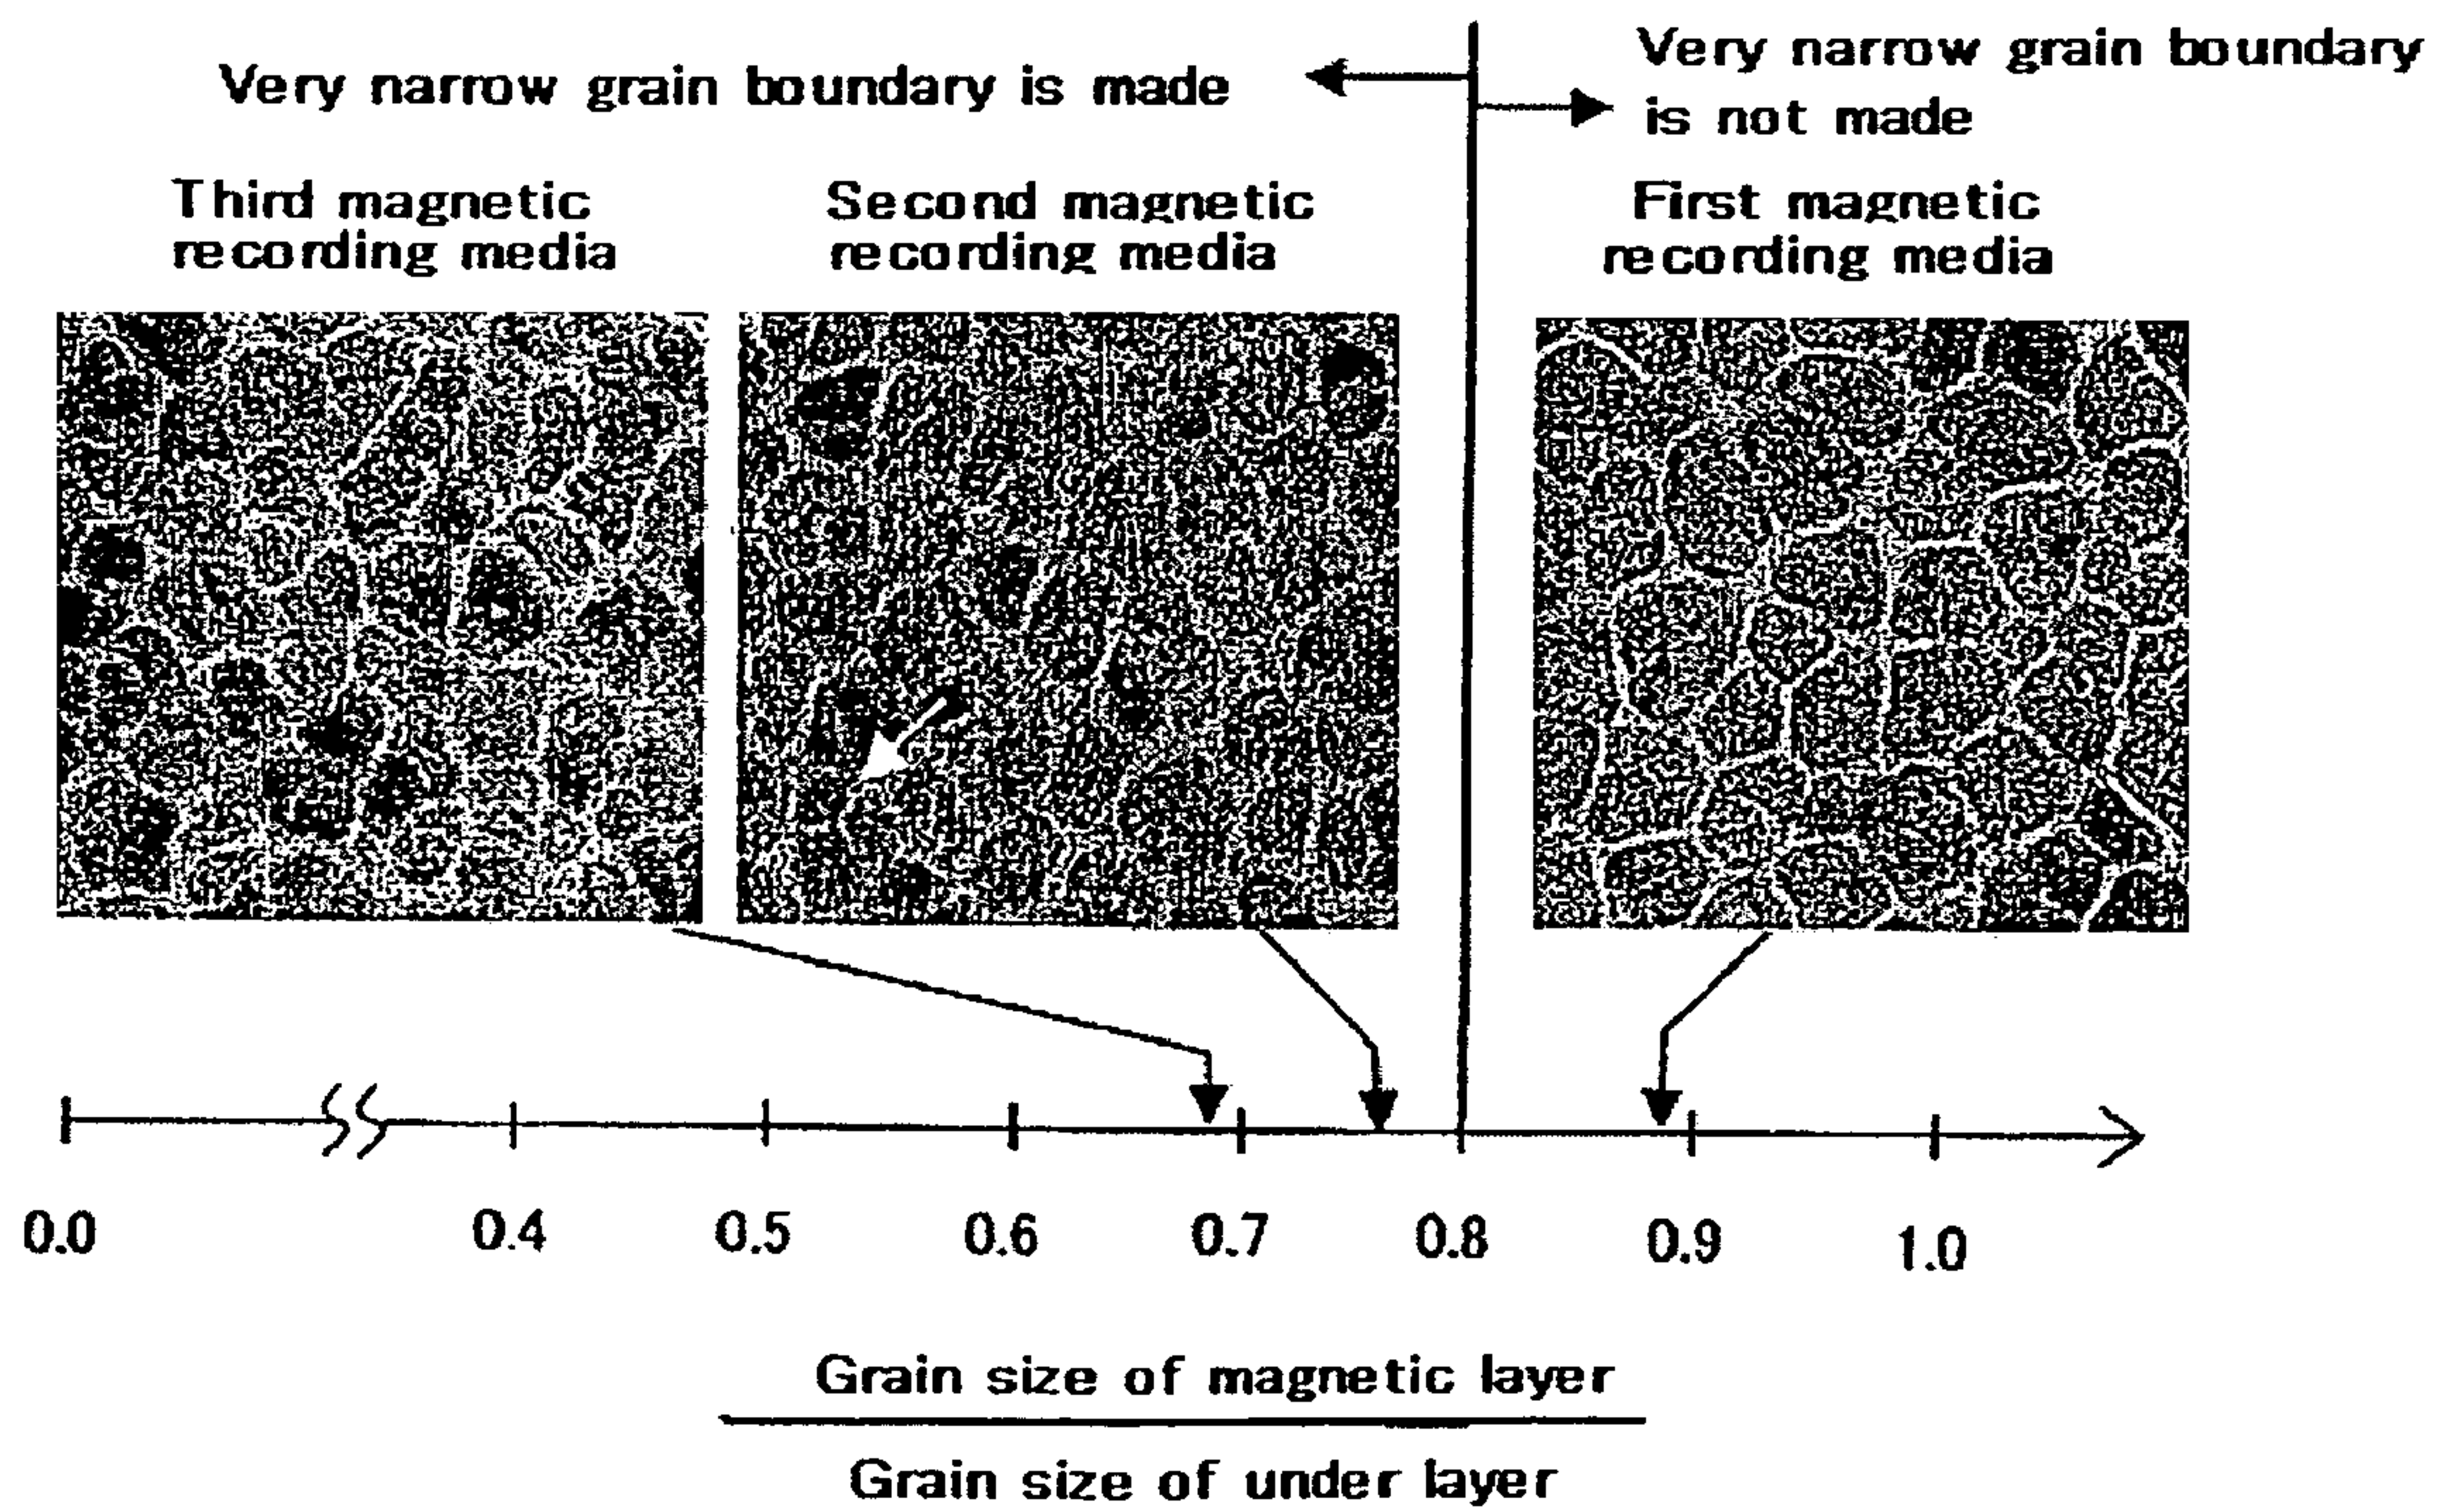 Very narrow grain boundary is made
Very narrow grain boundary
is not made
Third magnetic
recording media
Second magnetic
recording media
First magnetic
recording media
0.0
0.4
0.5
0.6
0.7
0.8
0.9
1.0
Grain size of magnetic layer
Grain size of under layer